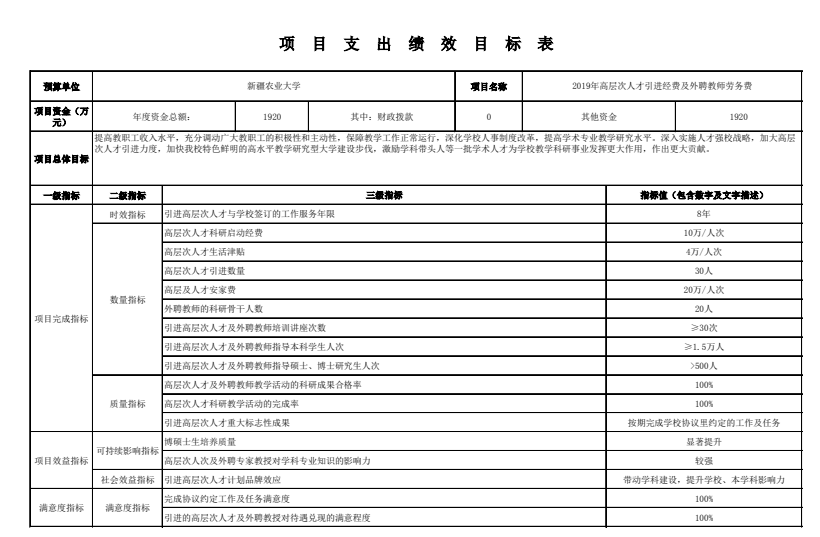 项 目 支 出 绩 效 目 标 表
预算单位 新疆农业大学 项目名称 2019年高层次人才引进经费及外聘教师劳务费
项目资金（万
元） 年度资金总额: 1920 其中: 财政拨款 0 其他资金 1920
项目总体目标
提高教职工收入水平，充分调动广大教职工的积极性和主动性，保障教学工作正常运行，深化学校人事制度改革，提高学术专业教学研究水平。深入实施人才强校战略，加大高层
次人才引进力度，加快我校特色鲜明的高水平教学研究型大学建设步伐，激励学科带头人等一批学术人才为学校教学科研事业发挥更大作用，作出更大贡献。
一级指标 二级指标 三级指标 指标值（包含数字及文字描述）
项目完成指标
时效指标 引进高层次人才与学校签订的工作服务年限 8年
数量指标
高层次人才科研启动经费 10万/人次
高层次人才生活津贴 4万/人次
高层次人才引进数量 30人
高层及人才安家费 20万/人次
外聘教师的科研骨干人数 20人
引进高层次人才及外聘教师培训讲座次数 ≥30次
引进高层次人才及外聘教师指导本科学生人次 ≥1.5万人
引进高层次人才及外聘教师指导硕士、博士研究生人次 >500人
质量指标
高层次人才及外聘教师教学活动的科研成果合格率 100%
高层次人才科研教学活动的完成率 100%
引进高层次人才重大标志性成果 按期完成学校协议里约定的工作及任务
项目效益指标
可持续影响指标
博硕士生培养质量 显著提升
高层次人次及外聘专家教授对学科专业知识的影响力 较强
社会效益指标 引进高层次人才计划品牌效应 带动学科建设，提升学校、本学科影响力
满意度指标 满意度指标
完成协议约定工作及任务满意度 100%
引进的高层次人才及外聘教授对待遇兑现的满意程度 100%